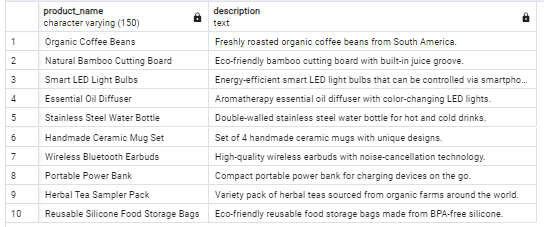 product_name description
character varying (150) text
1 Organic Coffee Beans Freshly roasted organic coffee beans from South America.
2 Natural Bamboo Cutting Board Eco-friendly bamboo cutting board with built-in juice groove.
3 Smart LED Light Bulbs Energy-efficient smart LED light bulbs that can be controlled via smartpho...
4 Essential Oil Diffuser Aromatherapy essential oil diffuser with color-changing LED lights.
5 Stainless Steel Water Bottle Double-walled stainless steel water bottle for hot and cold drinks.
6 Handmade Ceramic Mug Set Set of 4 handmade ceramic mugs with unique designs.
7 Wireless Bluetooth Earbuds High-quality wireless earbuds with noise-cancellation technology.
8 Portable Power Bank Compact portable power bank for charging devices on the go.
9 Herbal Tea Sampler Pack Variety pack of herbal teas sourced from organic farms around the world.
10 Reusable Silicone Food Storage Bags Eco-friendly reusable food storage bags made from BPA-free silicone.